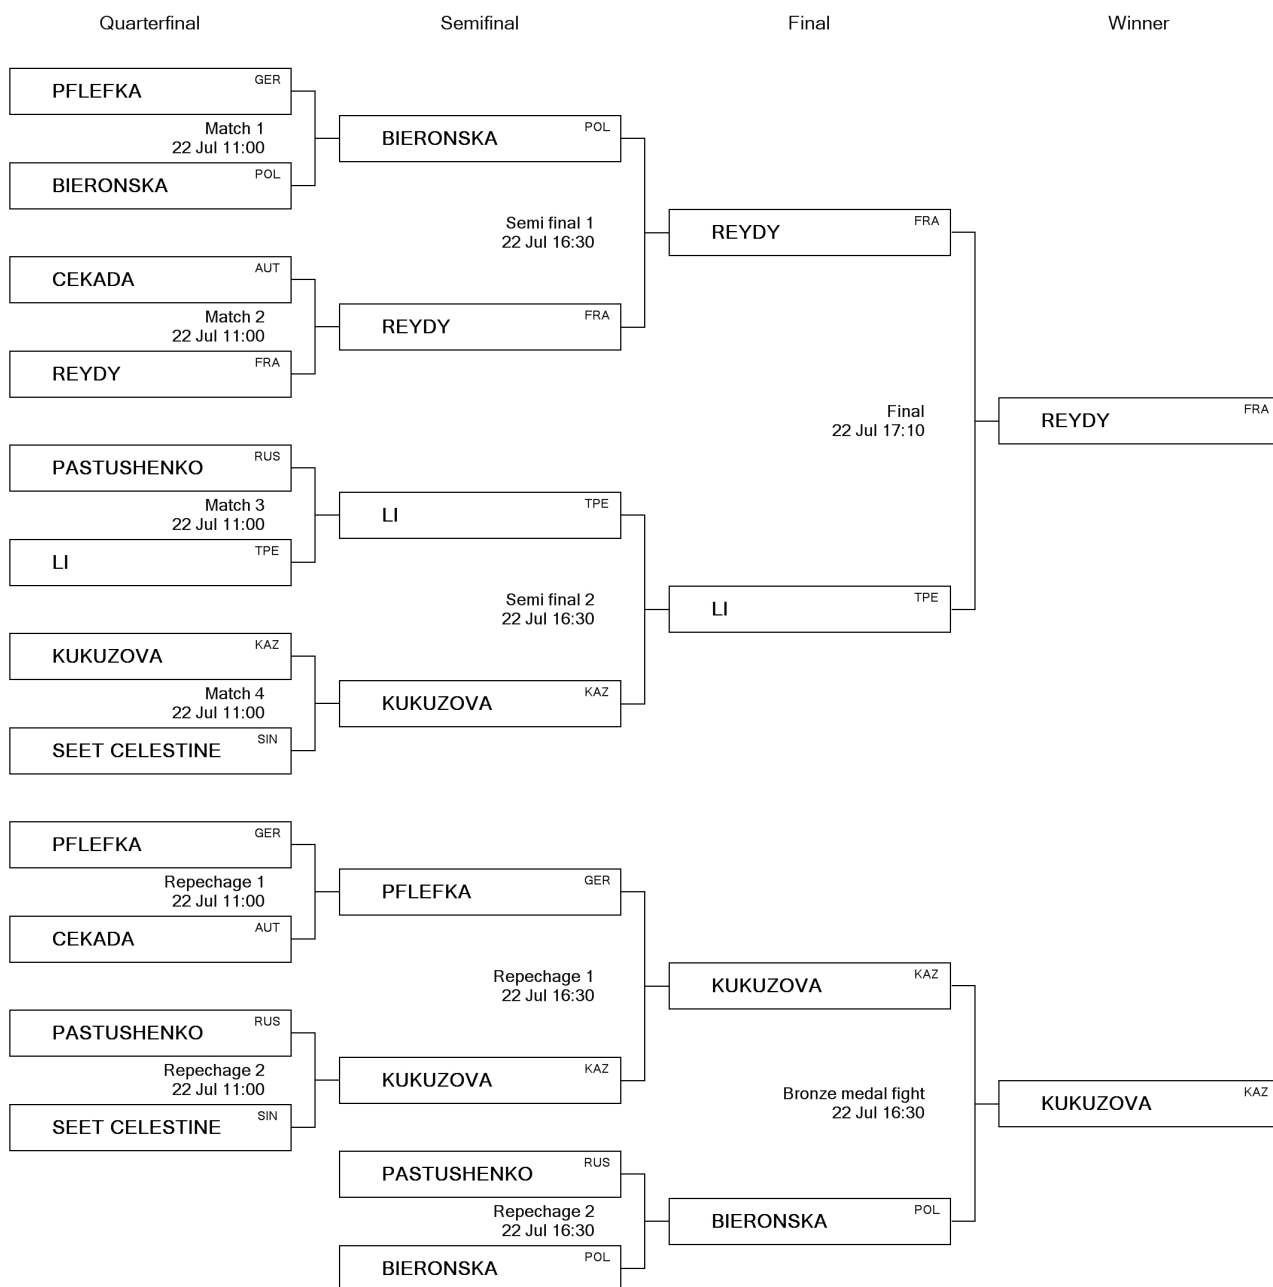 Quarterfinal Semifinal Final Winner
PFLEFKA GER
Match 1
22 Jul 11:00
BIERONSKA POL
BIERONSKA POL
Semi final 1
22 Jul 16:30
CEKADA AUT
Match 2
22 Jul 11:00
REYDY FRA
REYDY FRA
REYDY FRA
Final
22 Jul 17:10
REYDY FRA
PASTUSHENKO RUS
Match 3
22 Jul 11:00
LI TPE
LI TPE
Semi final 2
22 Jul 16:30
LI TPE
KUKUZOVA KAZ
Match 4
22 Jul 11:00
SEET CELESTINE SIN
KUKUZOVA KAZ
PFLEFKA GER
Repechage 1
22 Jul 11:00
CEKADA AUT
PFLEFKA GER
Repechage 1
22 Jul 16:30
KUKUZOVA KAZ
PASTUSHENKO RUS
Repechage 2
22 Jul 11:00
SEET CELESTINE SIN
KUKUZOVA KAZ
Bronze medal fight
22 Jul 16:30
KUKUZOVA KAZ
PASTUSHENKO RUS
Repechage 2
22 Jul 16:30
BIERONSKA POL
BIERONSKA POL